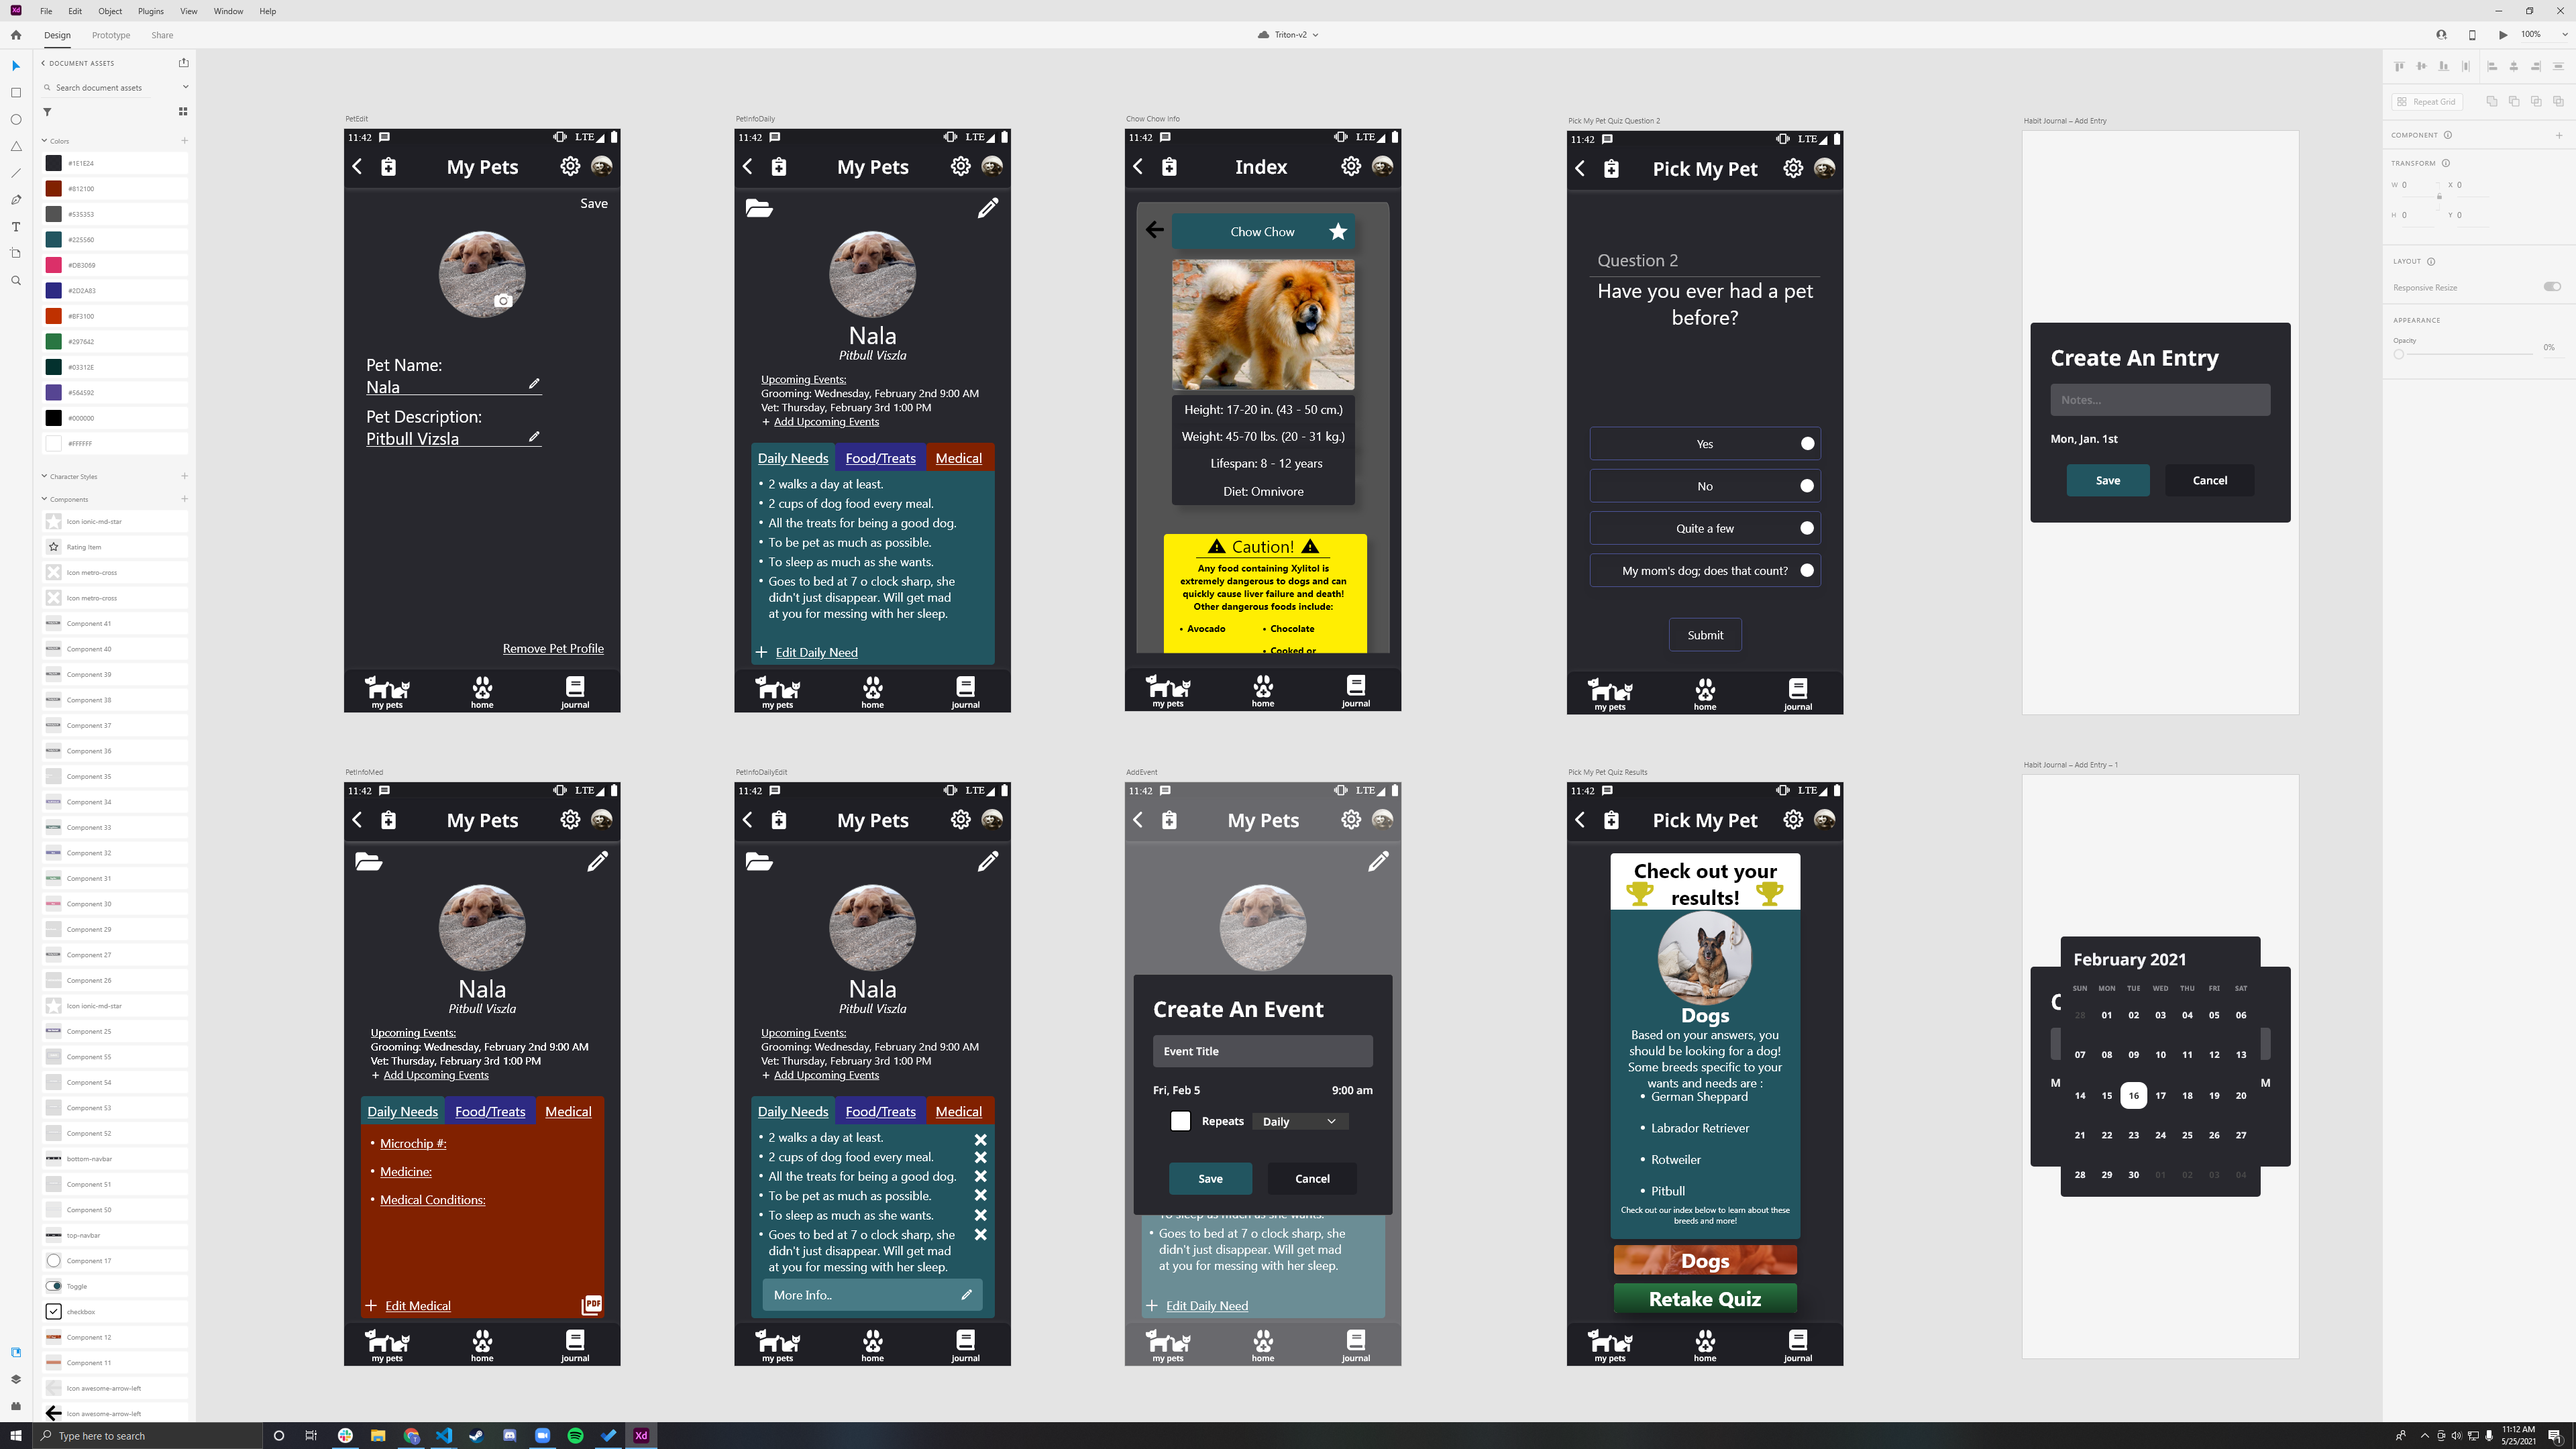 File Edit Object Plugins View Window Help
Design Prototype Share
Triton-v2
100%
DOCUMENT ASSETS
Search document assets
Colors
#1E1E24
#812100
#535353
#225560
#DB3069
#2D2A83
#BF3100
#297642
#03312E
#564592
#000000
#FFFFFF
Character Styles
Components
Icon ionic-md-star
Rating Item
Icon metro-cross
Icon metro-cross
Component 41
Component 40
Component 39
Component 38
Component 37
Component 36
Component 35
Component 34
Component 33
Component 32
Component 31
Component 30
Component 29
Component 27
Component 26
Icon ionic-md-star
Component 25
Component 55
Component 54
Component 53
Component 52
bottom-navbar
Component 51
Component 50
top-navbar
Component 17
Toggle
checkbox
Component 12
Component 11
Icon awesome-arrow-left
Icon awesome-arrow-left
PetEdit
11:42 LTE
My Pets
Save
Pet Name:
Nala
Pet Description:
Pitbull Vizsla
Remove Pet Profile
my pets home journal
PetInfoDaily
11:42 LTE
My Pets
Nala
Pitbull Viszla
Upcoming Events:
Grooming: Wednesday, February 2nd 9:00 AM
Vet: Thursday, February 3rd 1:00 PM
+ Add Upcoming Events
Daily Needs Food/Treats Medical
• 2 walks a day at least.
• 2 cups of dog food every meal.
• All the treats for being a good dog.
• To be pet as much as possible.
• To sleep as much as she wants.
• Goes to bed at 7 o clock sharp, she
didn't just disappear. Will get mad
at you for messing with her sleep.
+ Edit Daily Need
my pets home journal
Chow Chow Info
11:42 LTE
Index
Chow Chow
Height: 17-20 in. (43 - 50 cm.)
Weight: 45-70 lbs. (20 - 31 kg.)
Lifespan: 8 - 12 years
Diet: Omnivore
Caution!
Any food containing Xylitol is
extremely dangerous to dogs and can
quickly cause liver failure and death!
Other dangerous foods include:
• Avocado • Chocolate
• Cooked or
my pets home journal
Pick My Pet Quiz Question 2
11:42 LTE
Pick My Pet
Question 2
Have you ever had a pet
before?
Yes
No
Quite a few
My mom's dog; does that count?
Submit
my pets home journal
Habit Journal – Add Entry
Create An Entry
Notes...
Mon, Jan. 1st
Save Cancel
PetInfoMed
11:42 LTE
My Pets
Nala
Pitbull Viszla
Upcoming Events:
Grooming: Wednesday, February 2nd 9:00 AM
Vet: Thursday, February 3rd 1:00 PM
+ Add Upcoming Events
Daily Needs Food/Treats Medical
• Microchip #:
• Medicine:
• Medical Conditions:
+ Edit Medical
PDF
my pets home journal
PetInfoDailyEdit
11:42 LTE
My Pets
Nala
Pitbull Viszla
Upcoming Events:
Grooming: Wednesday, February 2nd 9:00 AM
Vet: Thursday, February 3rd 1:00 PM
+ Add Upcoming Events
Daily Needs Food/Treats Medical
• 2 walks a day at least.
• 2 cups of dog food every meal.
• All the treats for being a good dog.
• To be pet as much as possible.
• To sleep as much as she wants.
• Goes to bed at 7 o clock sharp, she
didn't just disappear. Will get mad
at you for messing with her sleep.
More Info..
my pets home journal
AddEvent
11:42 LTE
My Pets
Create An Event
Event Title
Fri, Feb 5 9:00 am
Repeats Daily
Save Cancel
To sleep as much as she wants.
• Goes to bed at 7 o clock sharp, she
didn't just disappear. Will get mad
at you for messing with her sleep.
+ Edit Daily Need
my pets home journal
Pick My Pet Quiz Results
11:42 LTE
Pick My Pet
Check out your
results!
Dogs
Based on your answers, you
should be looking for a dog!
Some breeds specific to your
wants and needs are :
• German Sheppard
• Labrador Retriever
• Rotweiler
• Pitbull
Check out our index below to learn about these
breeds and more!
Dogs
Retake Quiz
my pets home journal
Habit Journal – Add Entry – 1
February 2021
SUN MON TUE WED THU FRI SAT
28 01 02 03 04 05 06
07 08 09 10 11 12 13
M M
14 15 16 17 18 19 20
21 22 23 24 25 26 27
28 29 30 01 02 03 04
Repeat Grid
COMPONENT
TRANSFORM
W 0 X 0
H 0 Y 0
LAYOUT
Responsive Resize
APPEARANCE
Opacity
0%
Type here to search
Xd
11:12 AM
5/25/2021